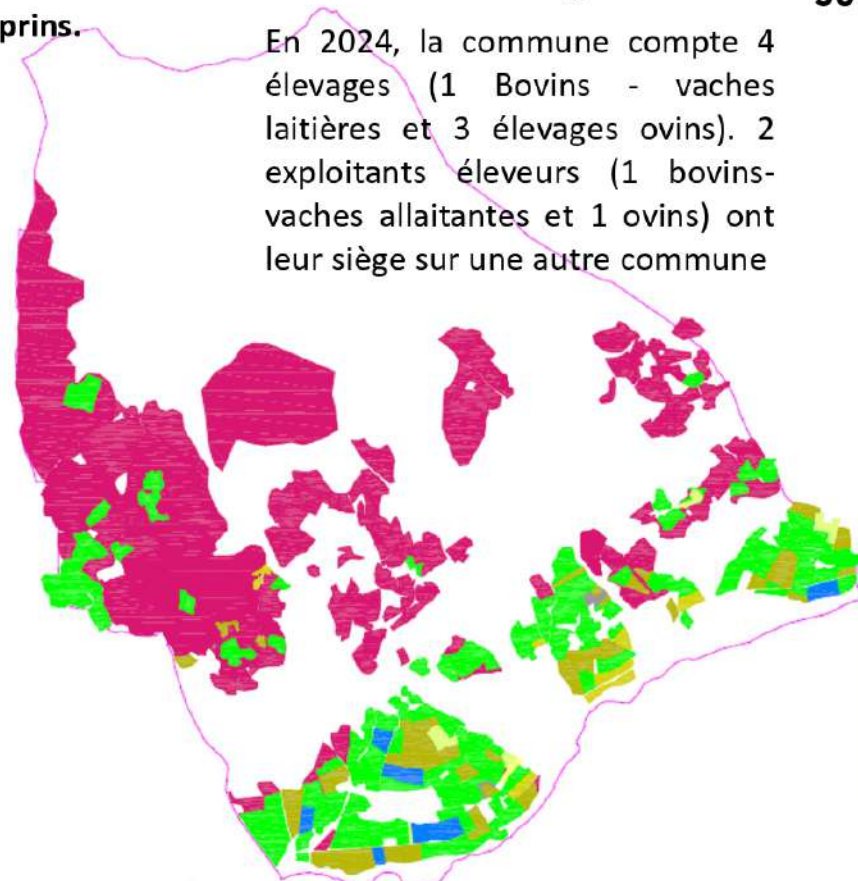 prins.
En 2024, la commune compte 4
élevages (1 Bovins - vaches
laitières et 3 élevages ovins). 2
exploitants éleveurs (1 bovins-
vaches allaitantes et 1 ovins) ont
leur siège sur une autre commune